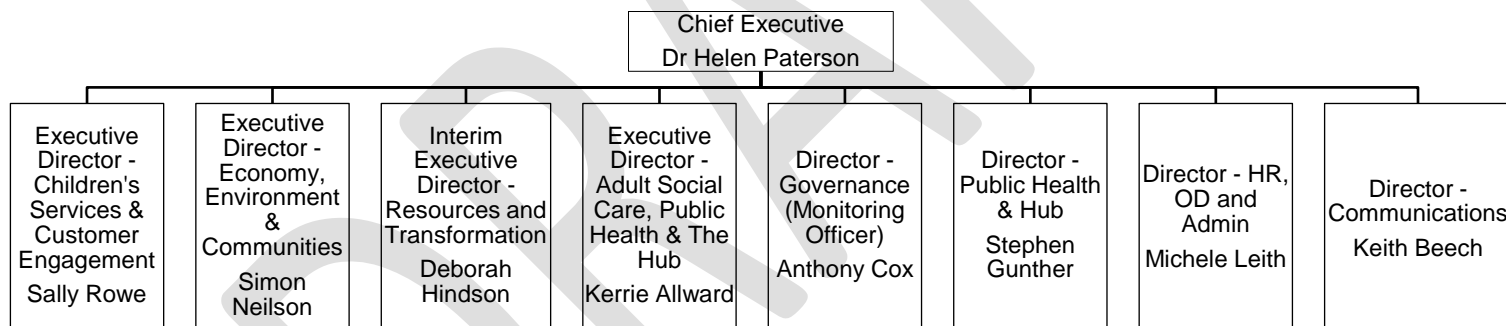 Chief Executive
Dr Helen Paterson
Executive
Director -
Children's
Services &
Customer
Engagement
Sally Rowe
Executive
Director -
Economy,
Environment
&
Communities
Simon
Neilson
Interim
Executive
Director -
Resources and
Transformation
Deborah
Hindson
Executive
Director -
Adult Social
Care, Public
Health & The
Hub
Kerrie Allward
Director -
Governance
(Monitoring
Officer)
Anthony Cox
Director -
Public Health
& Hub
Stephen
Gunther
Director - HR,
OD and
Admin
Michele Leith
Director -
Communications
Keith Beech